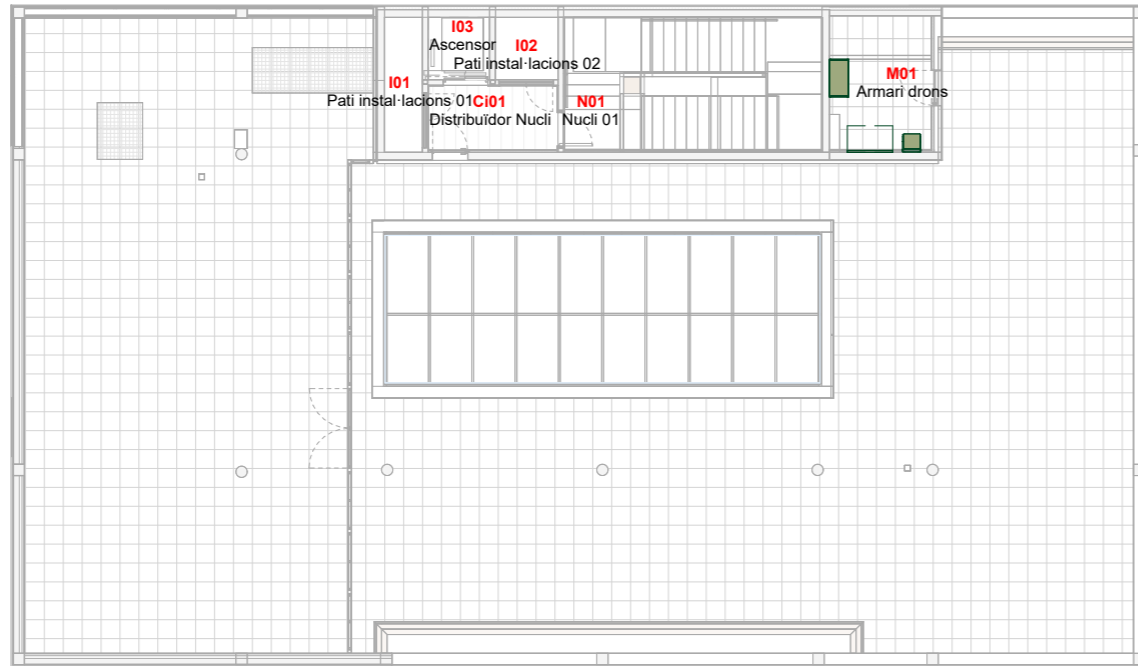 I03
Ascensor
I02
Pati instal·lacions 02
I01
Pati instal·lacions 01
Ci01
Distribuïdor Nucli
N01
Nucli 01
M01
Armari drons